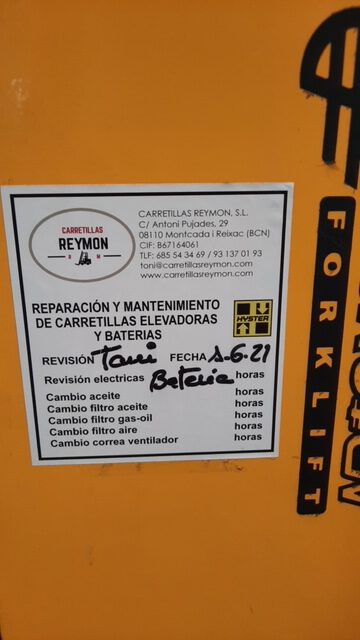 CARRETILLAS
REYMON
CARRETILLAS REYMON, S.L.
C/ Antoni Pujades, 29
08110 Montcada i Reixac (BCN)
CIF: B67164061
TLF: 685 54 34 69 / 93 137 01 93
toni@carretillasreymon.com
www.carretillasreymon.com
REPARACIÓN Y MANTENIMIENTO
DE CARRETILLAS ELEVADORAS
Y BATERIAS
HYSTER
REVISIÓN Toni FECHA 1-6-21
Revisión electricas Bateria horas
Cambio aceite horas
Cambio filtro aceite horas
Cambio filtro gas-oil horas
Cambio filtro aire horas
Cambio correa ventilador horas
FORKLIFT